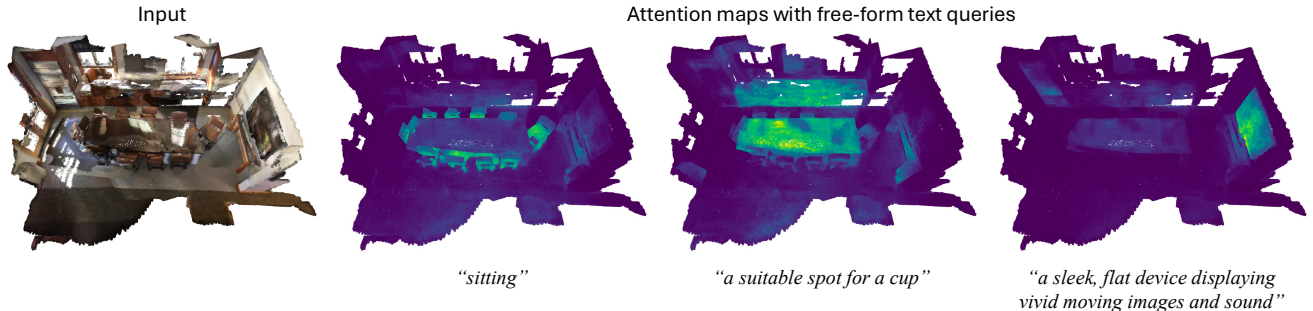 Input
Attention maps with free-form text queries
“sitting”
“a suitable spot for a cup”
“a sleek, flat device displaying
vivid moving images and sound”